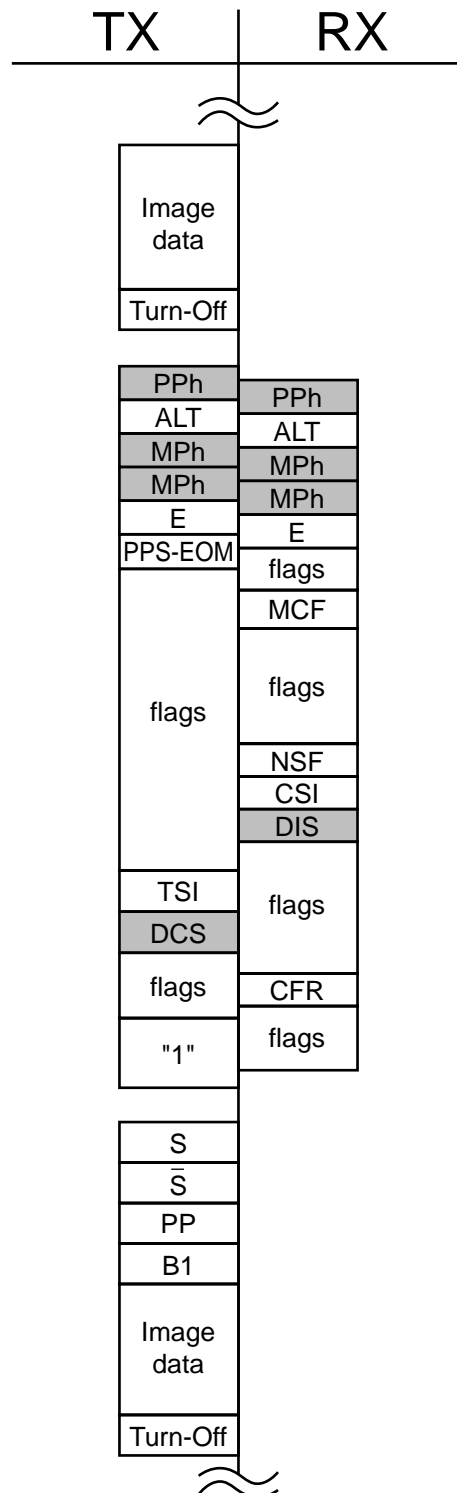 TX RX
Image
data
Turn-Off
PPh
ALT
MPh
MPh
E
PPS-EOM
flags
TSI
DCS
flags
"1"
S
S̅
PP
B1
Image
data
Turn-Off
PPh
ALT
MPh
MPh
E
flags
MCF
flags
NSF
CSI
DIS
flags
CFR
flags